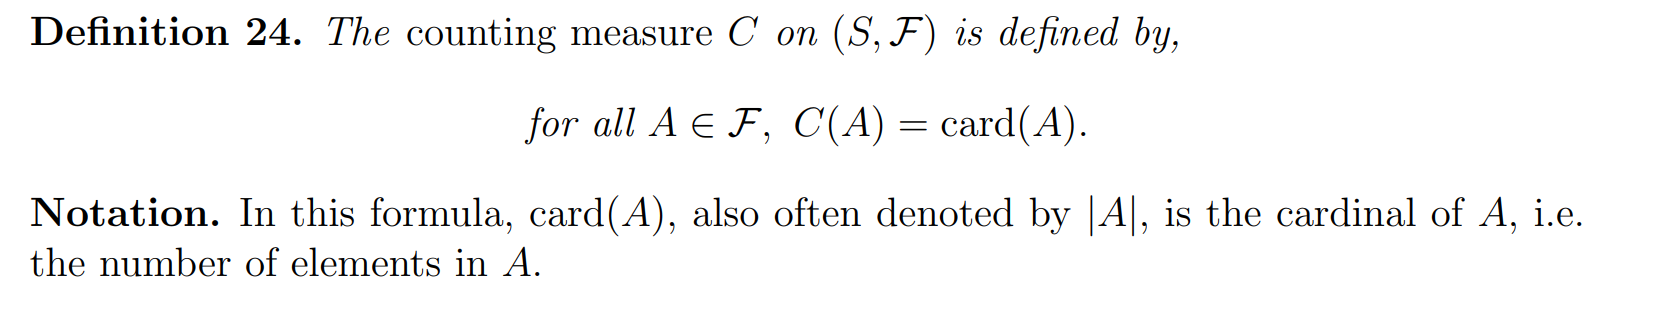 Definition 24. The counting measure C on (S, ℱ) is defined by,
for all A ∈ ℱ, C(A) = card(A).
Notation. In this formula, card(A), also often denoted by |A|, is the cardinal of A, i.e.
the number of elements in A.